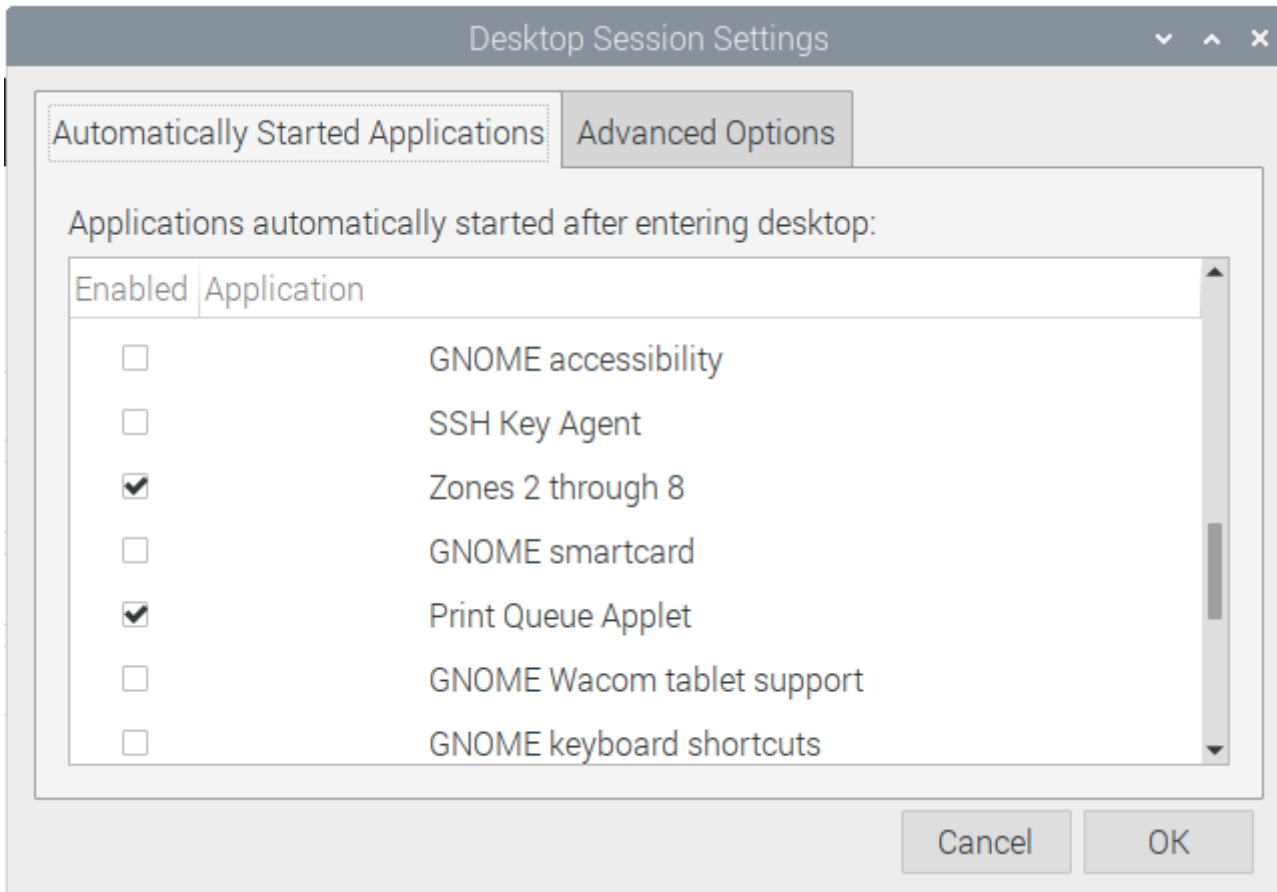 Desktop Session Settings
Automatically Started Applications
Advanced Options
Applications automatically started after entering desktop:
Enabled Application
GNOME accessibility
SSH Key Agent
Zones 2 through 8
GNOME smartcard
Print Queue Applet
GNOME Wacom tablet support
GNOME keyboard shortcuts
Cancel OK